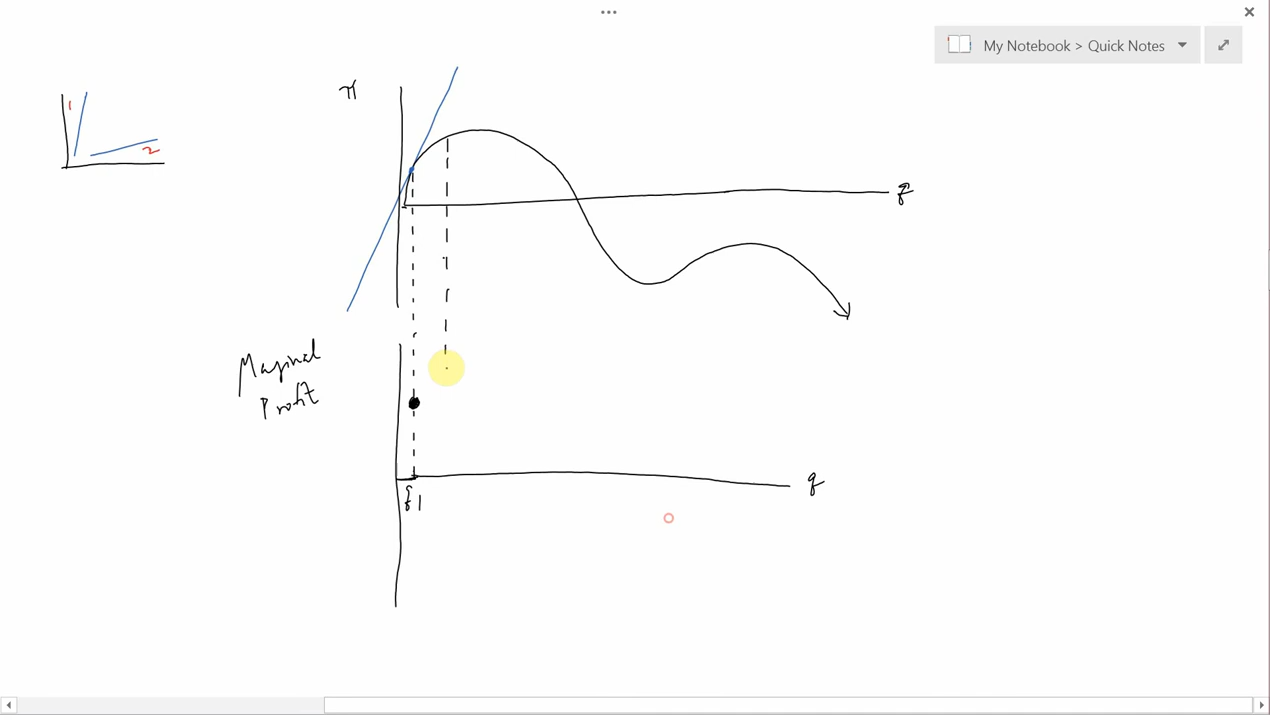 My Notebook > Quick Notes
π
1
2
q
Marginal
Profit
q
q1